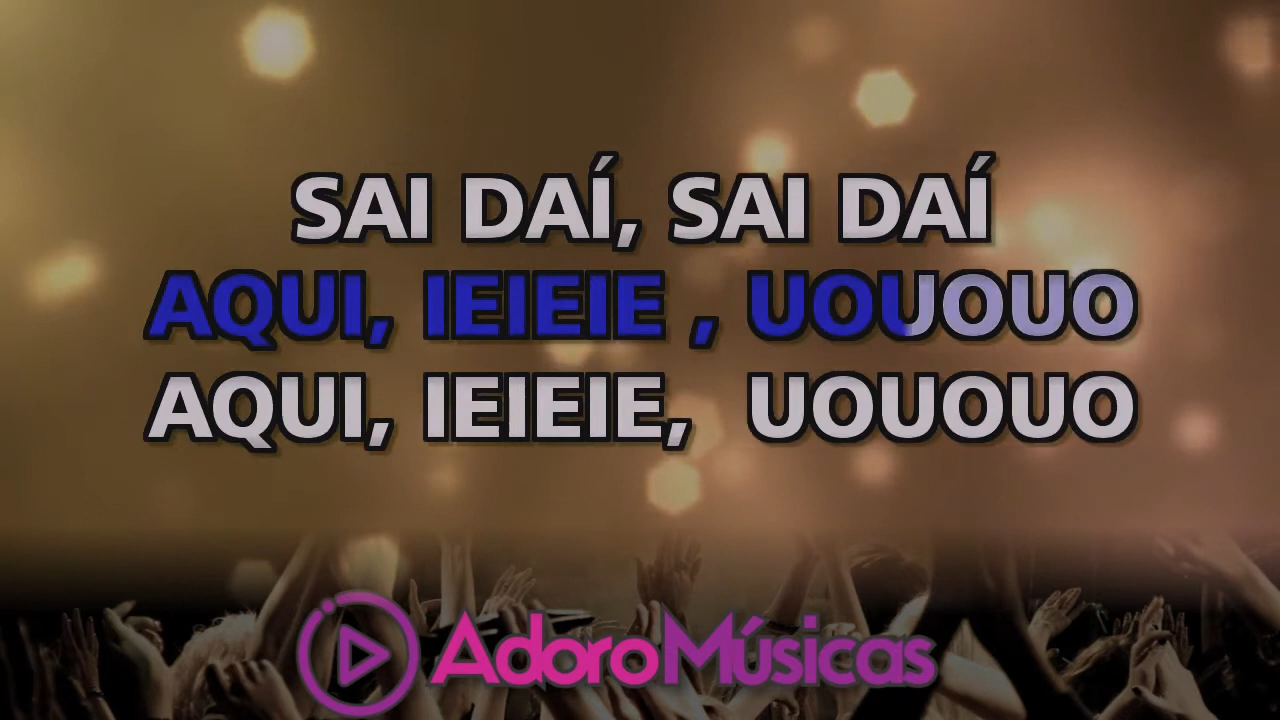 SAI DAÍ, SAI DAÍ
AQUI, IEIEIE , UOUOUO
AQUI, IEIEIE, UOUOUO
AdoroMúsicas